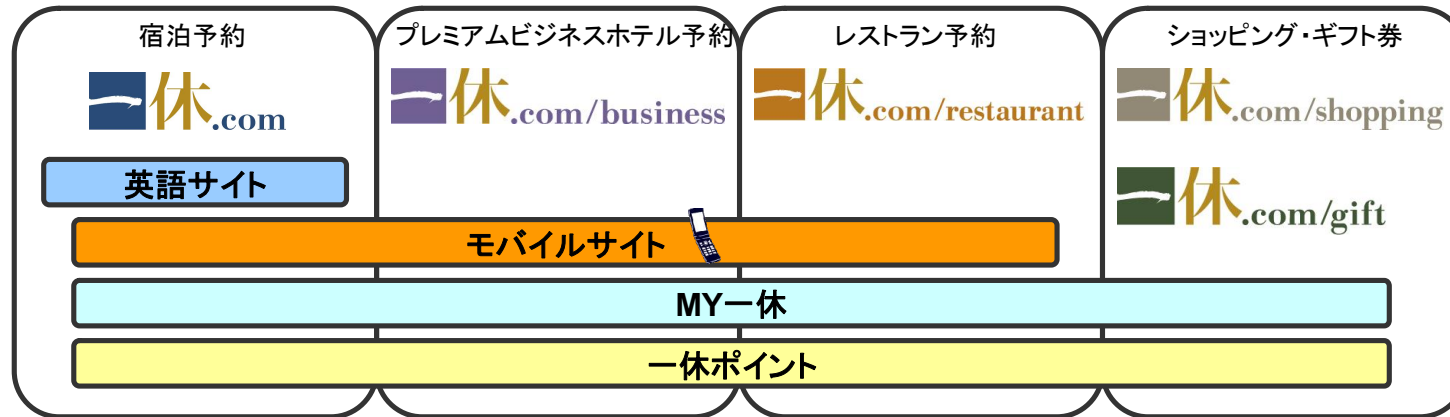 宿泊予約
プレミアムビジネスホテル予約
レストラン予約
ショッピング・ギフト券
一休.com
一休.com/business
一休.com/restaurant
一休.com/shopping
一休.com/gift
英語サイト
モバイルサイト
MY一休
一休ポイント